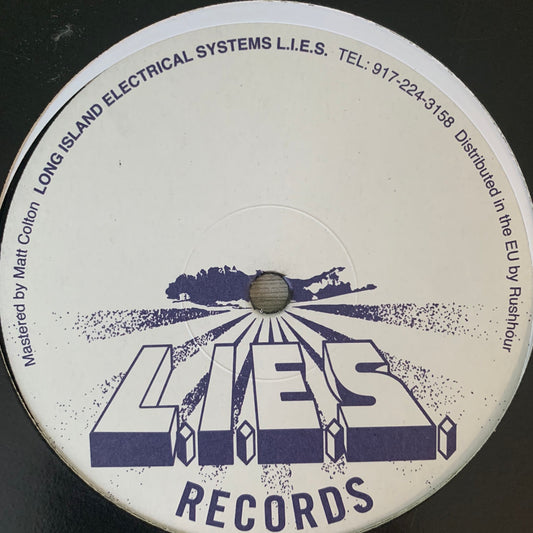 Mastered by Matt Colton LONG ISLAND ELECTRICAL SYSTEMS L.I.E.S. TEL: 917-224-3158 Distributed in the EU by Rushhour
L.I.E.S.
RECORDS